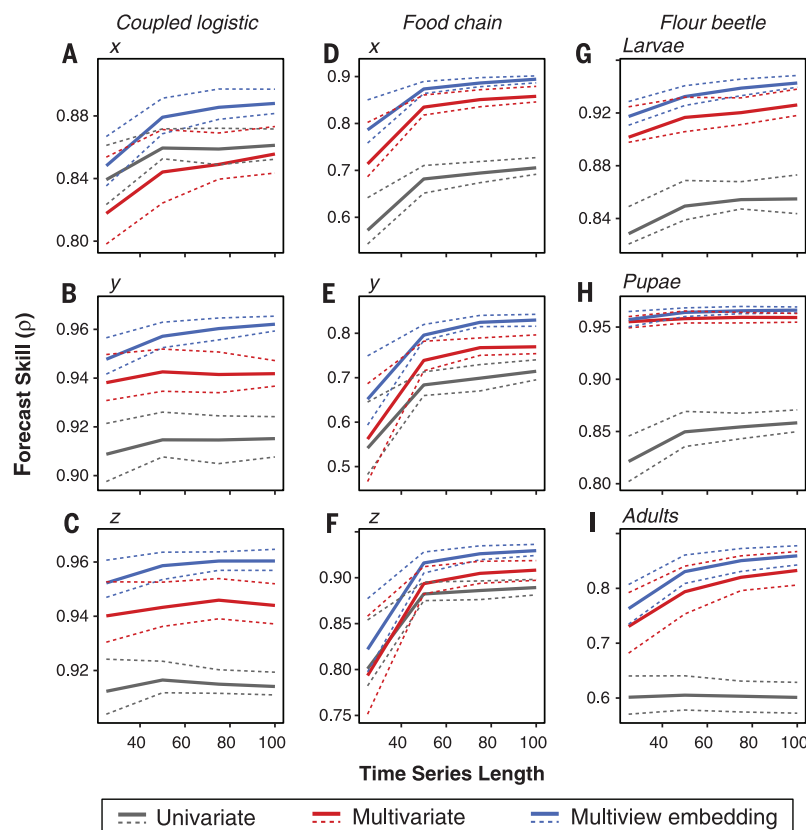 Coupled logistic
Food chain
Flour beetle
A x
D x
G Larvae
0.88
0.84
0.80
0.9
0.8
0.7
0.6
0.92
0.88
0.84
B y
E y
H Pupae
0.96
0.94
0.92
0.90
0.8
0.7
0.6
0.5
0.95
0.90
0.85
0.80
C z
F z
I Adults
0.96
0.94
0.92
0.90
0.85
0.80
0.75
0.8
0.7
0.6
40 60 80 100
40 60 80 100
40 60 80 100
Forecast Skill (ρ)
Time Series Length
Univariate Multivariate Multiview embedding